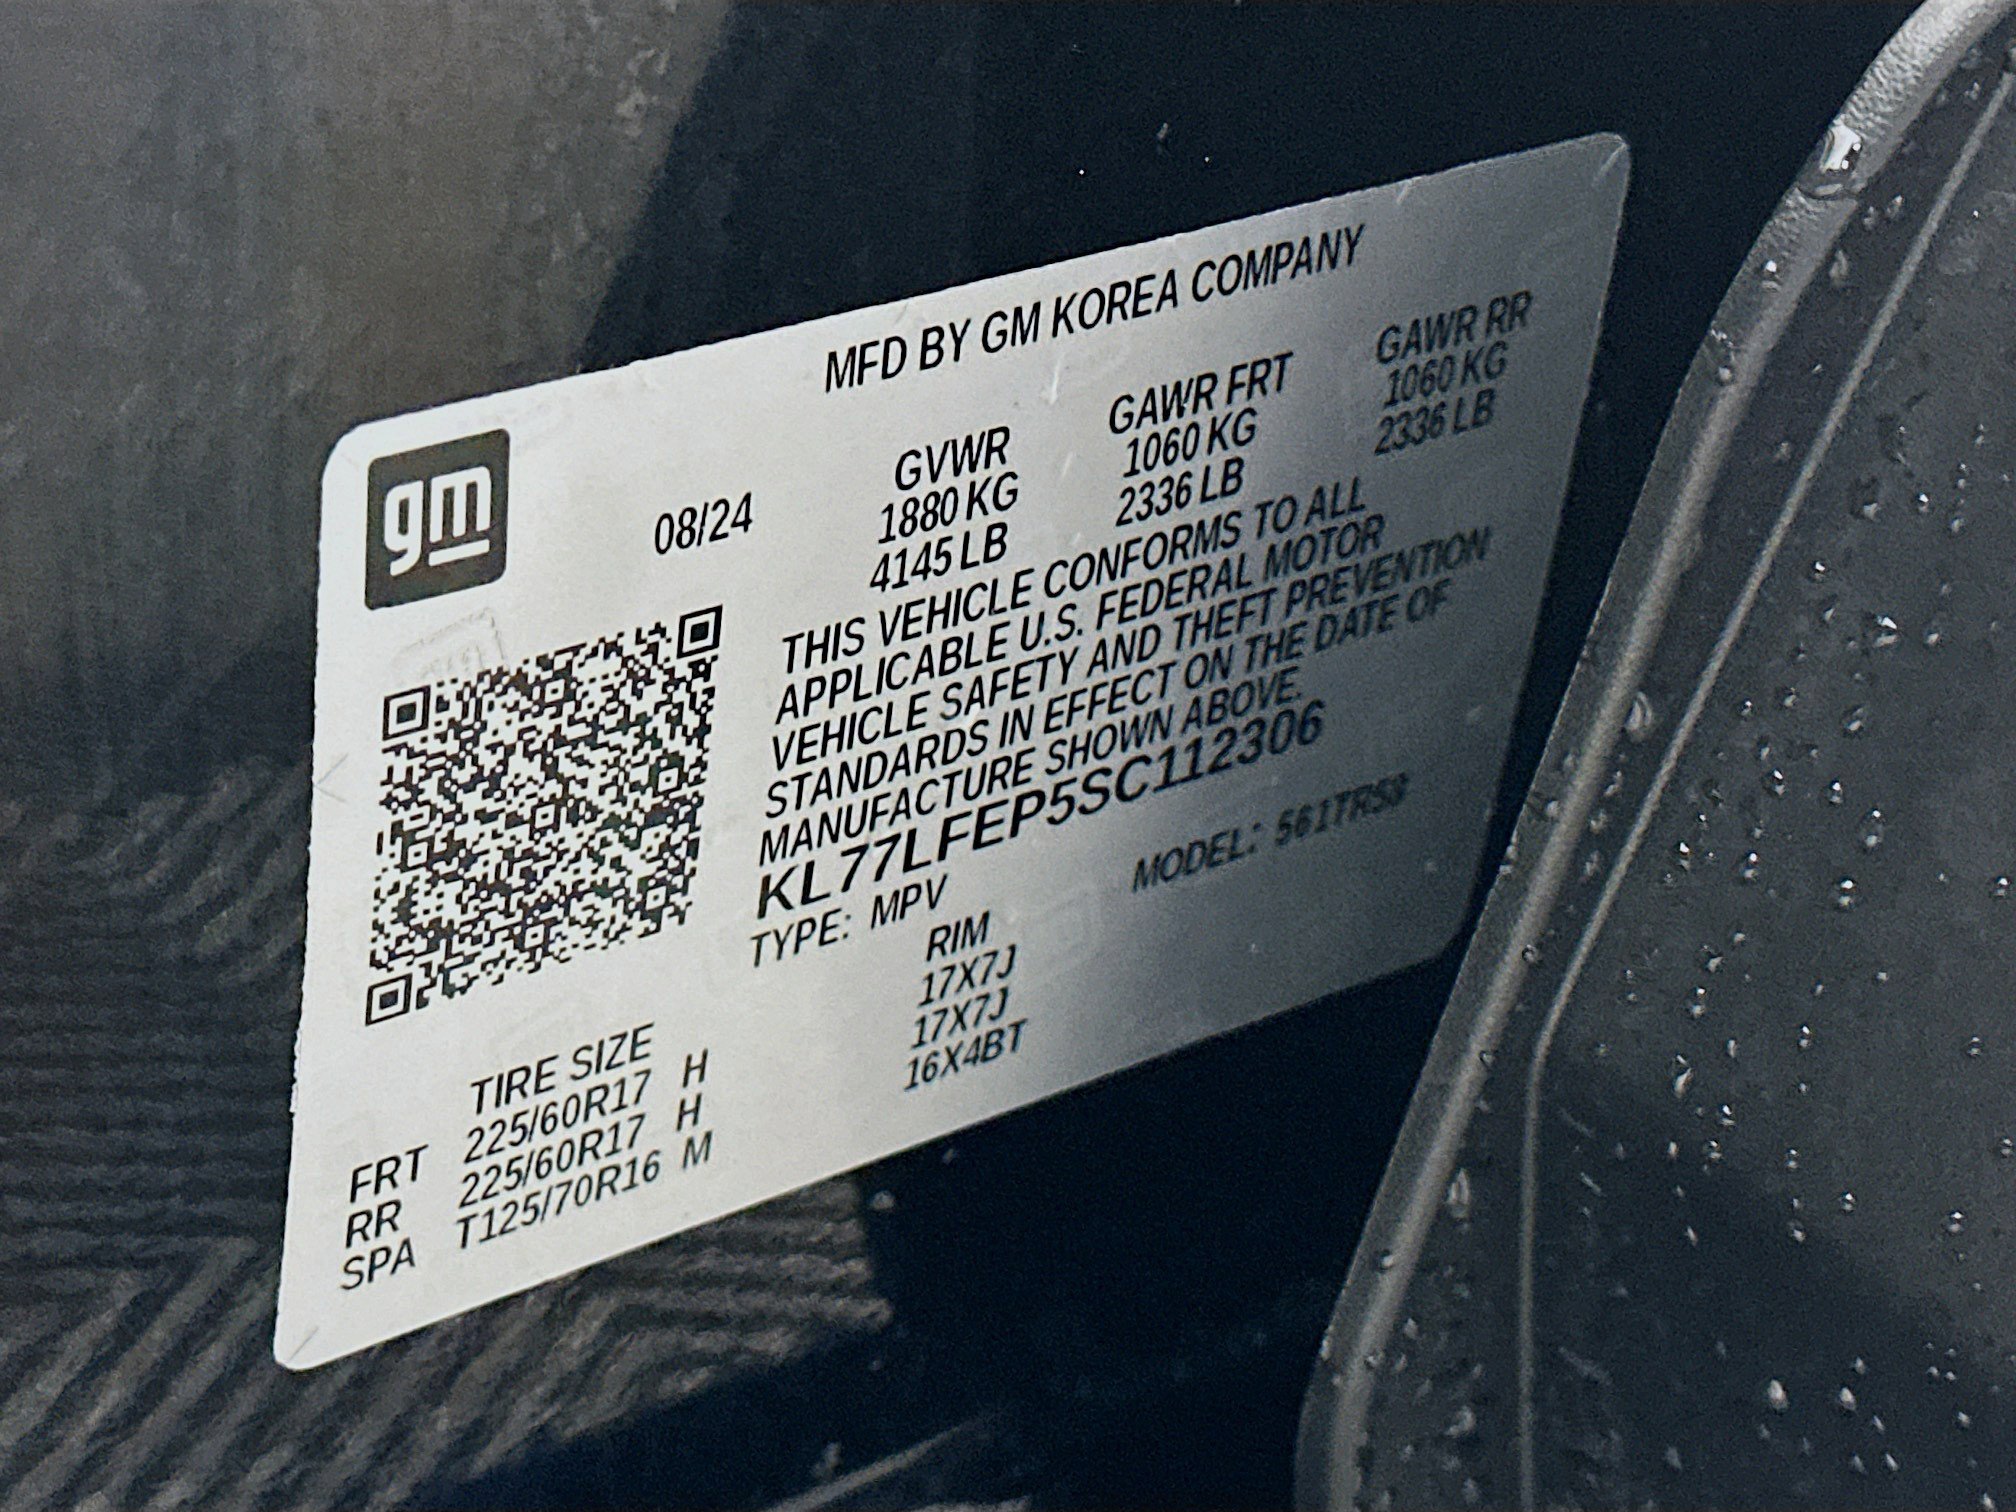 MFD BY GM KOREA COMPANY
gm
08/24
GVWR GAWR FRT GAWR RR
1880 KG 1060 KG 1060 KG
4145 LB 2336 LB 2336 LB
THIS VEHICLE CONFORMS TO ALL
APPLICABLE U.S. FEDERAL MOTOR
VEHICLE SAFETY AND THEFT PREVENTION
STANDARDS IN EFFECT ON THE DATE OF
MANUFACTURE SHOWN ABOVE.
KL77LFEP5SC112306
TYPE: MPV MODEL:
TIRE SIZE RIM
FRT 225/60R17 H 17X7J
RR 225/60R17 H 17X7J
SPA T125/70R16 M 16X4BT